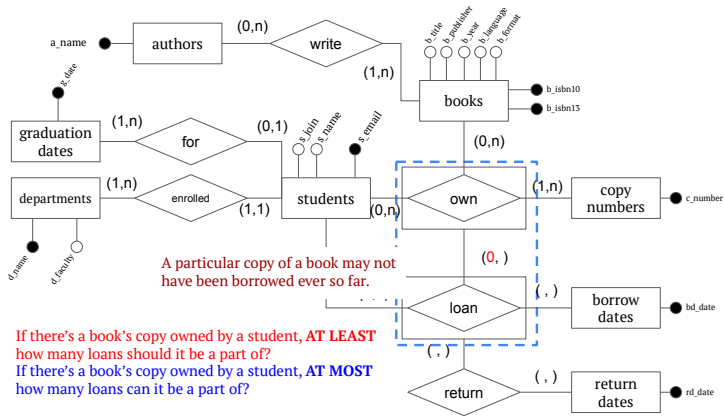 b_title
b_publisher
b_year
b_language
b_format
a_name
authors
(0,n)
write
(1,n)
g_date
books
b_isbn10
b_isbn13
graduation
dates
(1,n)
for
(0,1)
s_join
s_name
s_email
(0,n)
departments
(1,n)
enrolled
(1,1)
students
(0,n)
own
(1,n)
copy
numbers
c_number
d_name
d_faculty
A particular copy of a book may not
have been borrowed ever so far.
(0, )
loan
( , )
borrow
dates
bd_date
If there's a book's copy owned by a student, AT LEAST
how many loans should it be a part of?
If there's a book's copy owned by a student, AT MOST
how many loans can it be a part of?
( , )
return
( , )
return
dates
rd_date